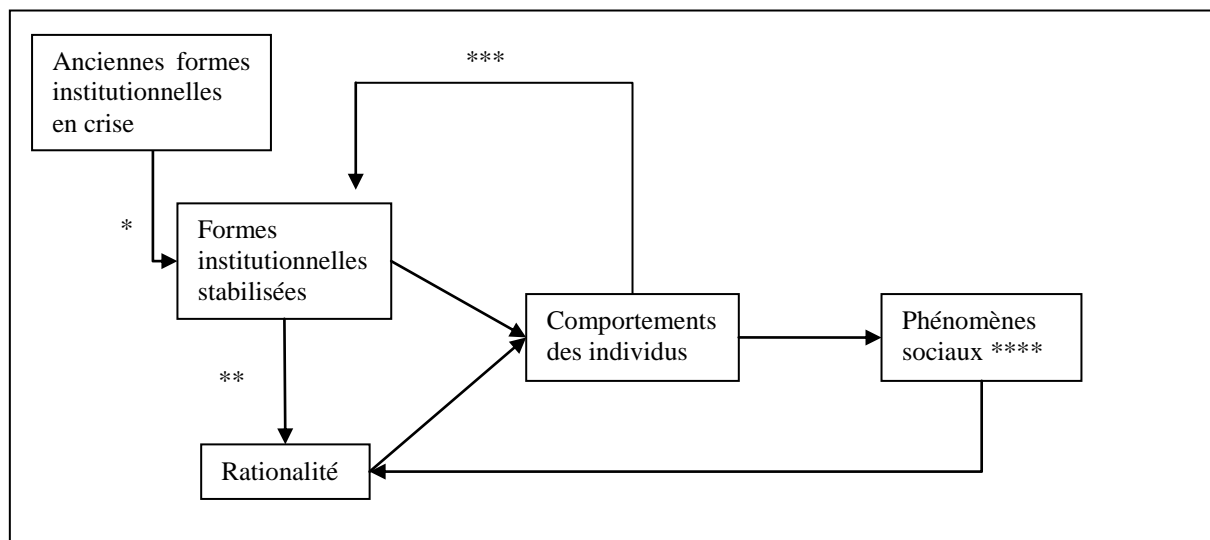 Anciennes formes
institutionnelles
en crise
***
*
Formes
institutionnelles
stabilisées
Comportements
des individus
Phénomènes
sociaux ****
**
Rationalité